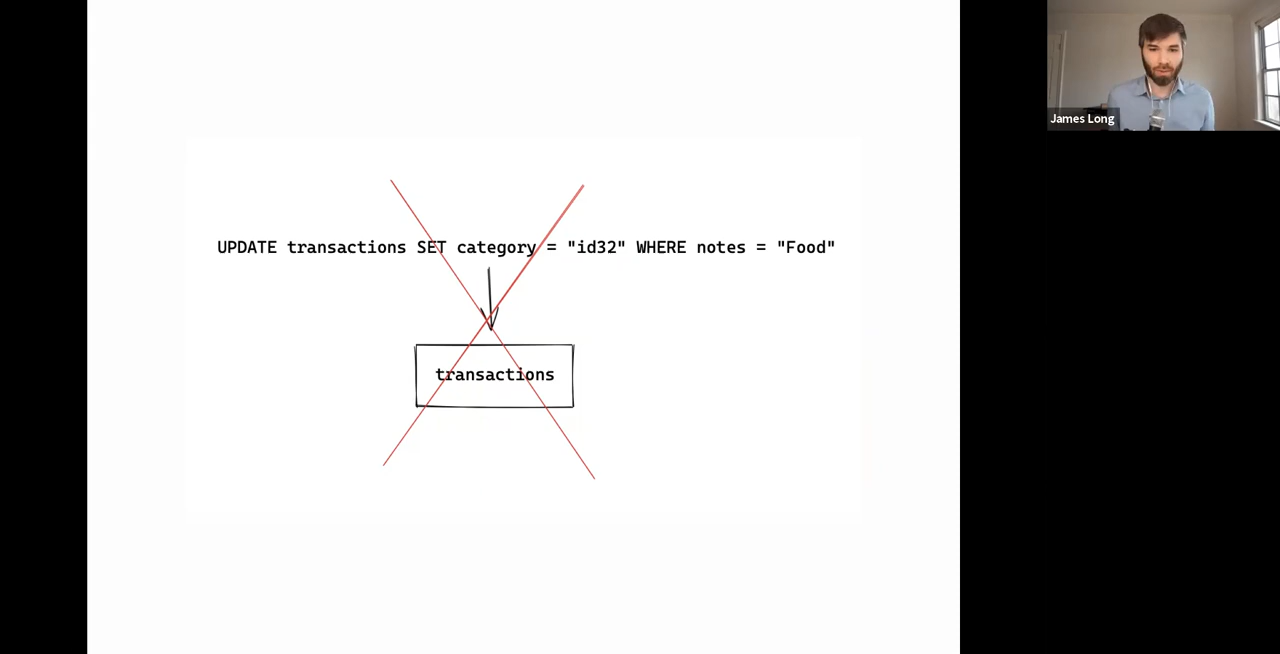 James Long
UPDATE transactions SET category = "id32" WHERE notes = "Food"
transactions